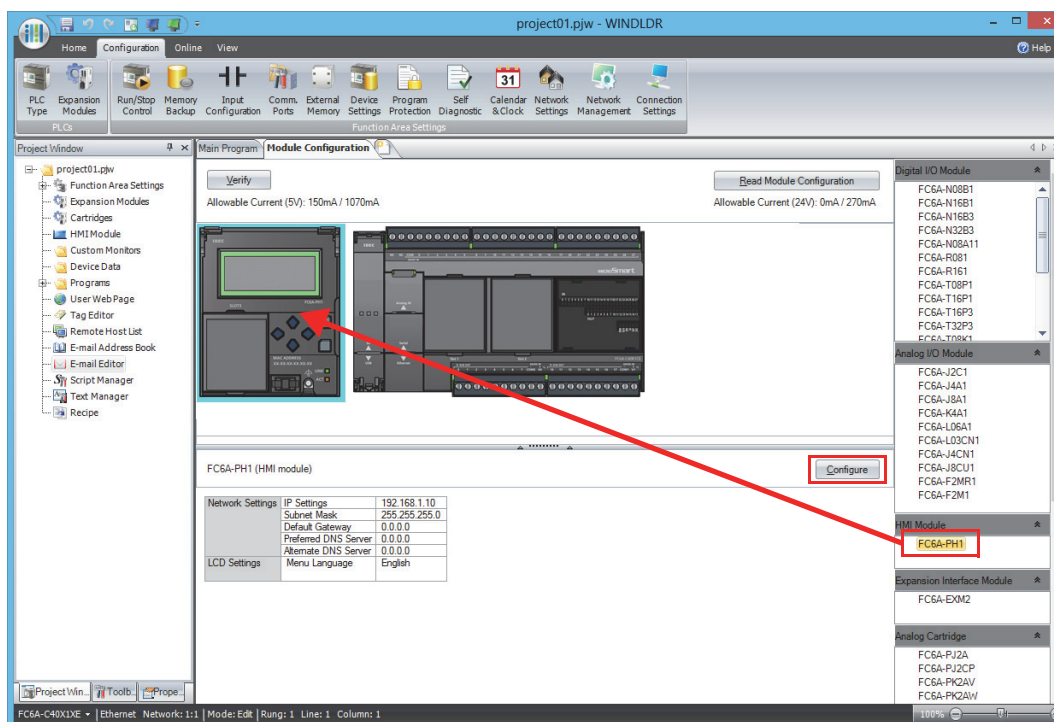 project01.pjw - WINDLDR
Home Configuration Online View
Help
PLC Type
Expansion Modules
Run/Stop Control
Memory Backup
Input Configuration
Comm. Ports
External Memory
Device Settings
Program Protection
Self Diagnostic
31
Calendar &Clock
Network Settings
Network Management
Connection Settings
PLCs
Function Area Settings
Project Window
Main Program
Module Configuration
project01.pjw
Function Area Settings
Expansion Modules
Cartridges
HMI Module
Custom Monitors
Device Data
Programs
User Web Page
Tag Editor
Remote Host List
E-mail Address Book
E-mail Editor
Script Manager
Text Manager
Recipe
Project Win...
Toolb...
Prope...
Verify
Read Module Configuration
Allowable Current (5V): 150mA / 1070mA
Allowable Current (24V): 0mA / 270mA
FC6A-PH1
MAC ADDRESS
microSmart
FC6A-PH1 (HMI module)
Configure
Network Settings IP Settings 192.168.1.10
Subnet Mask 255.255.255.0
Default Gateway 0.0.0.0
Preferred DNS Server 0.0.0.0
Alternate DNS Server 0.0.0.0
LCD Settings Menu Language English
Digital I/O Module
FC6A-N08B1
FC6A-N16B1
FC6A-N16B3
FC6A-N32B3
FC6A-N08A11
FC6A-R081
FC6A-R161
FC6A-T08P1
FC6A-T16P1
FC6A-T16P3
FC6A-T32P3
FC6A-T08K1
Analog I/O Module
FC6A-J2C1
FC6A-J4A1
FC6A-J8A1
FC6A-K4A1
FC6A-L06A1
FC6A-L03CN1
FC6A-J4CN1
FC6A-J8CU1
FC6A-F2MR1
FC6A-F2M1
HMI Module
FC6A-PH1
Expansion Interface Module
FC6A-EXM2
Analog Cartridge
FC6A-PJ2A
FC6A-PJ2CP
FC6A-PK2AV
FC6A-PK2AW
FC6A-C40X1XE
Ethernet Network: 1:1
Mode: Edit
Rung: 1 Line: 1 Column: 1
100%